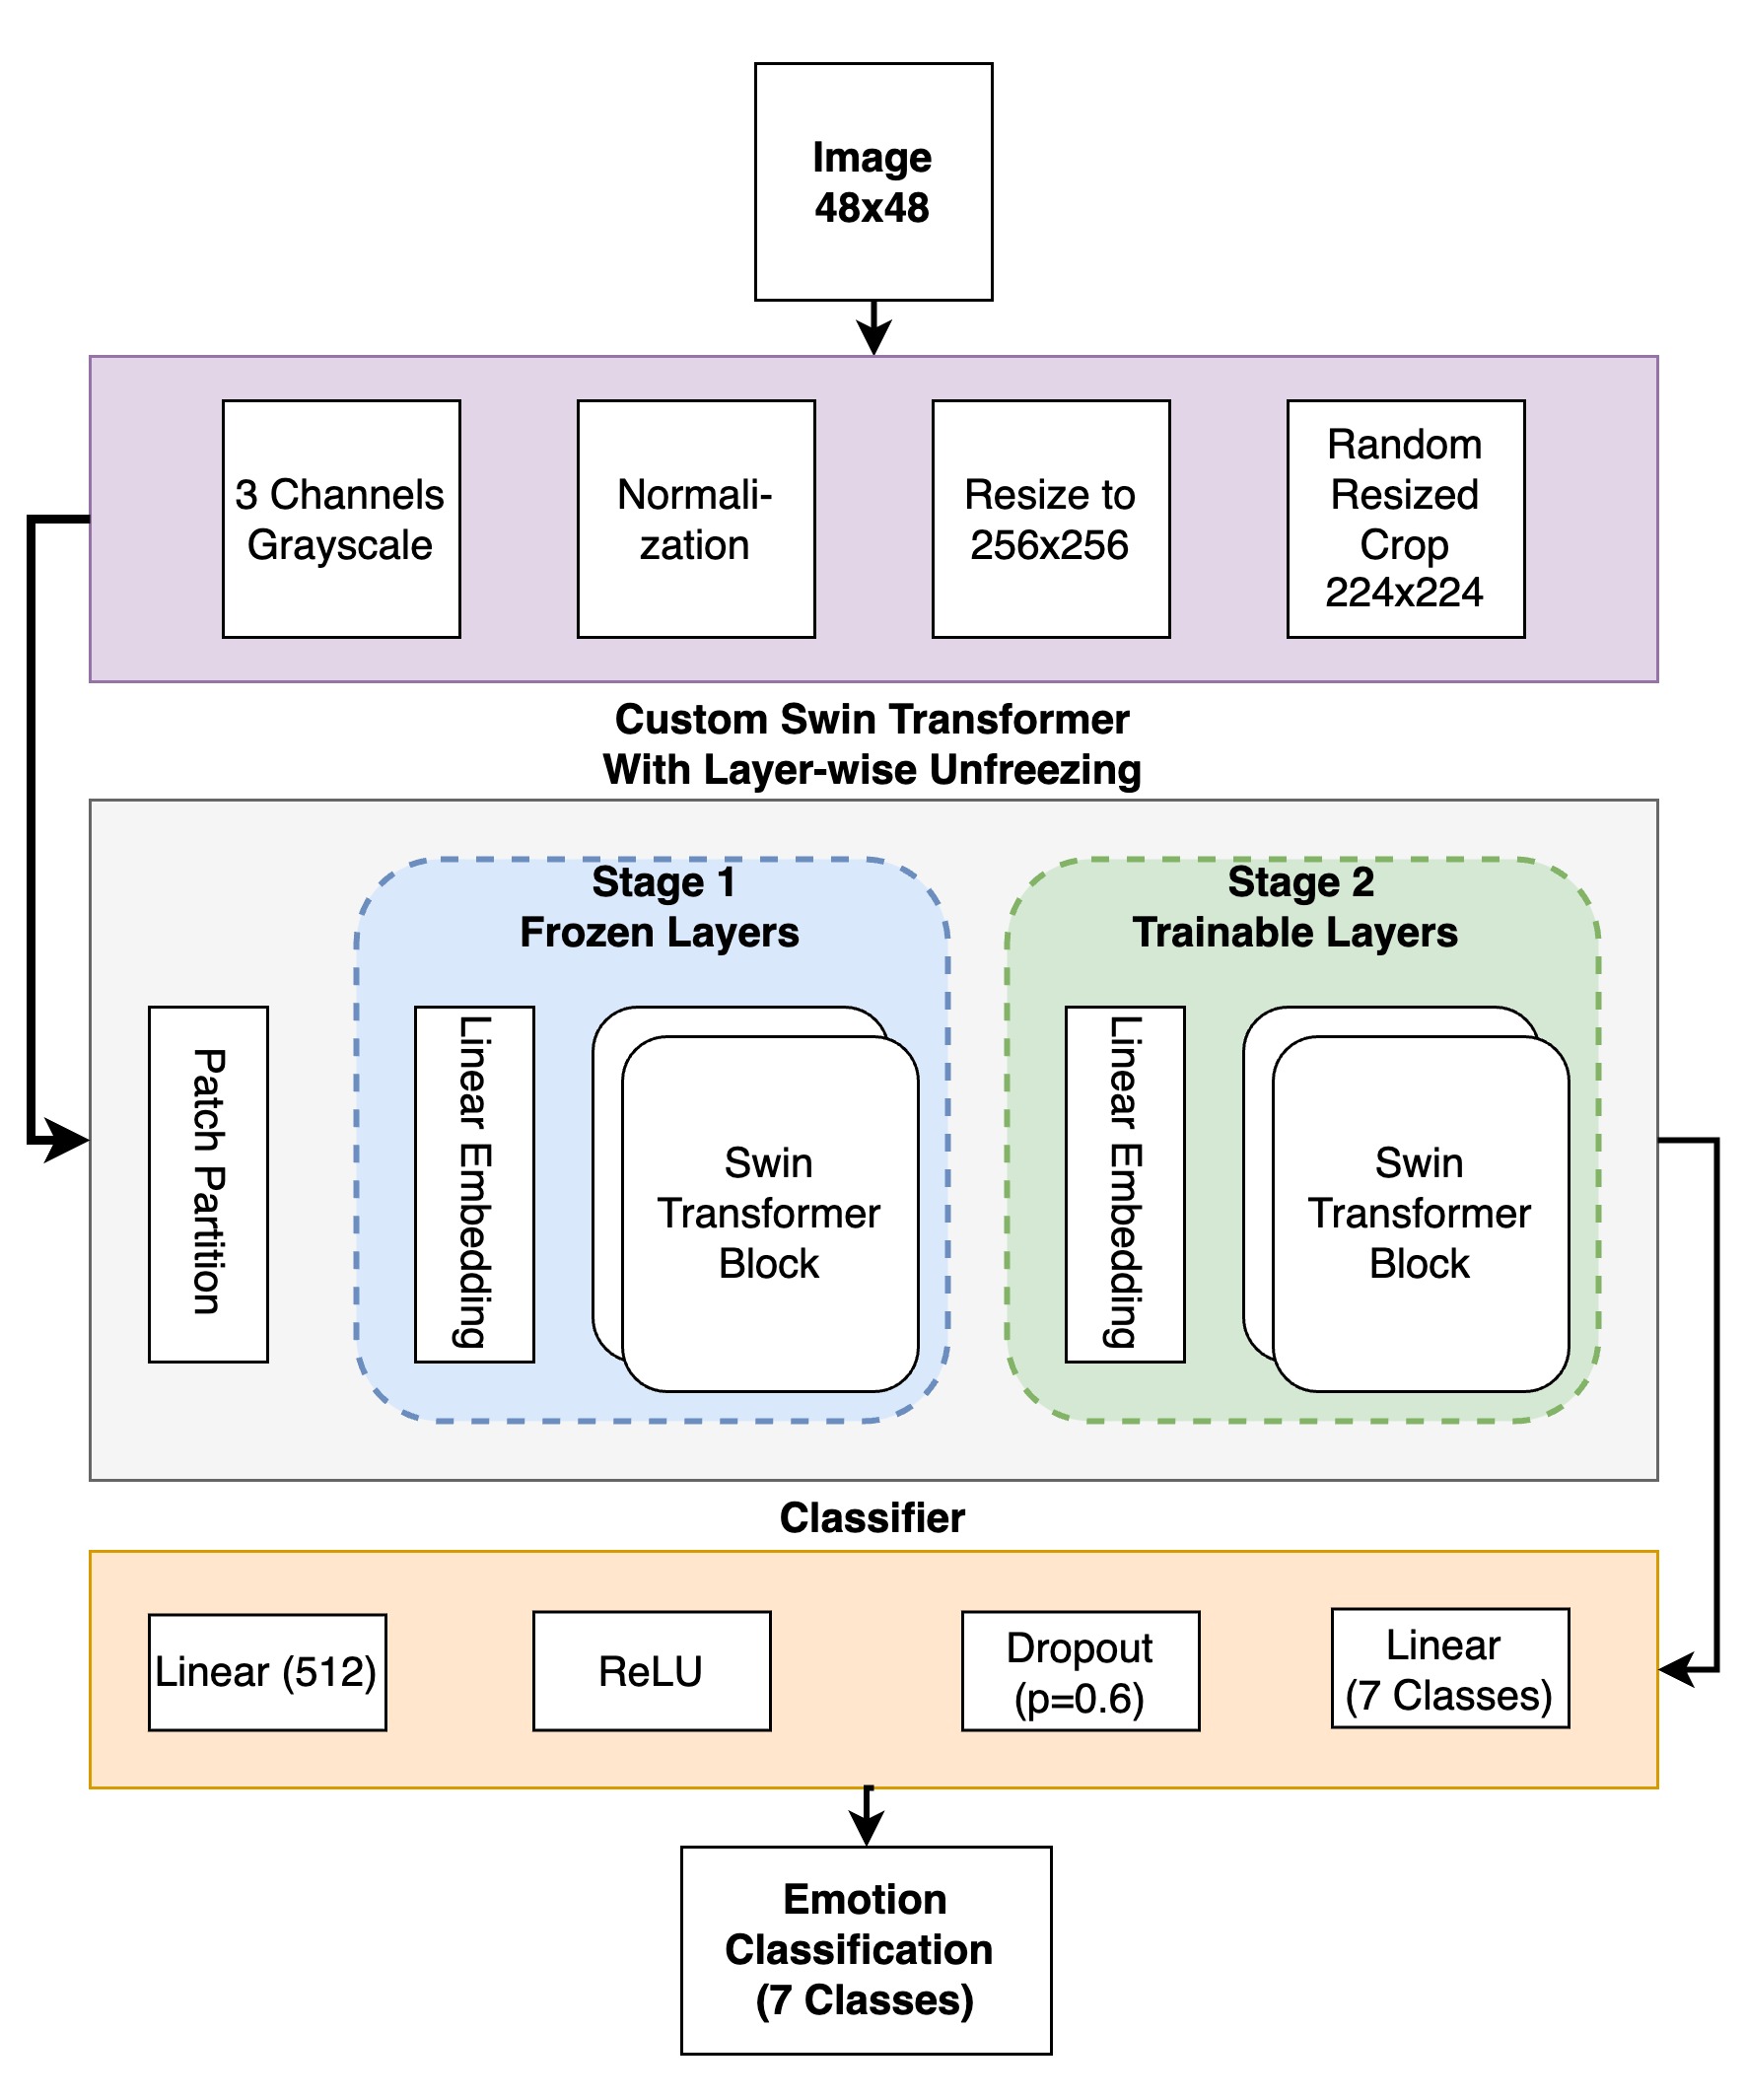 Image
48x48
3 Channels
Grayscale
Normali-
zation
Resize to
256x256
Random
Resized
Crop
224x224
Custom Swin Transformer
With Layer-wise Unfreezing
Stage 1
Frozen Layers
Stage 2
Trainable Layers
Patch Partition
Linear Embedding
Swin
Transformer
Block
Linear Embedding
Swin
Transformer
Block
Classifier
Linear (512)
ReLU
Dropout
(p=0.6)
Linear
(7 Classes)
Emotion
Classification
(7 Classes)